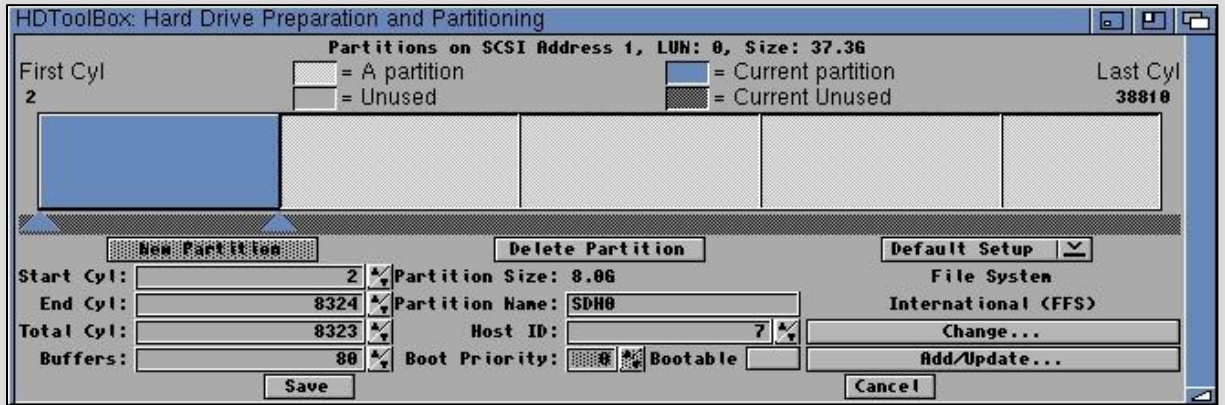 HDToolBox: Hard Drive Preparation and Partitioning
Partitions on SCSI Address 1, LUN: 0, Size: 37.3G
First Cyl
= A partition
= Current partition
Last Cyl
2
= Unused
= Current Unused
38810
New Partition
Delete Partition
Default Setup
Start Cyl: 2
Partition Size: 8.0G
File System
End Cyl: 8324
Partition Name: SDH0
International (FFS)
Total Cyl: 8323
Host ID: 7
Change...
Buffers: 80
Boot Priority: 0
Bootable
Add/Update...
Save
Cancel